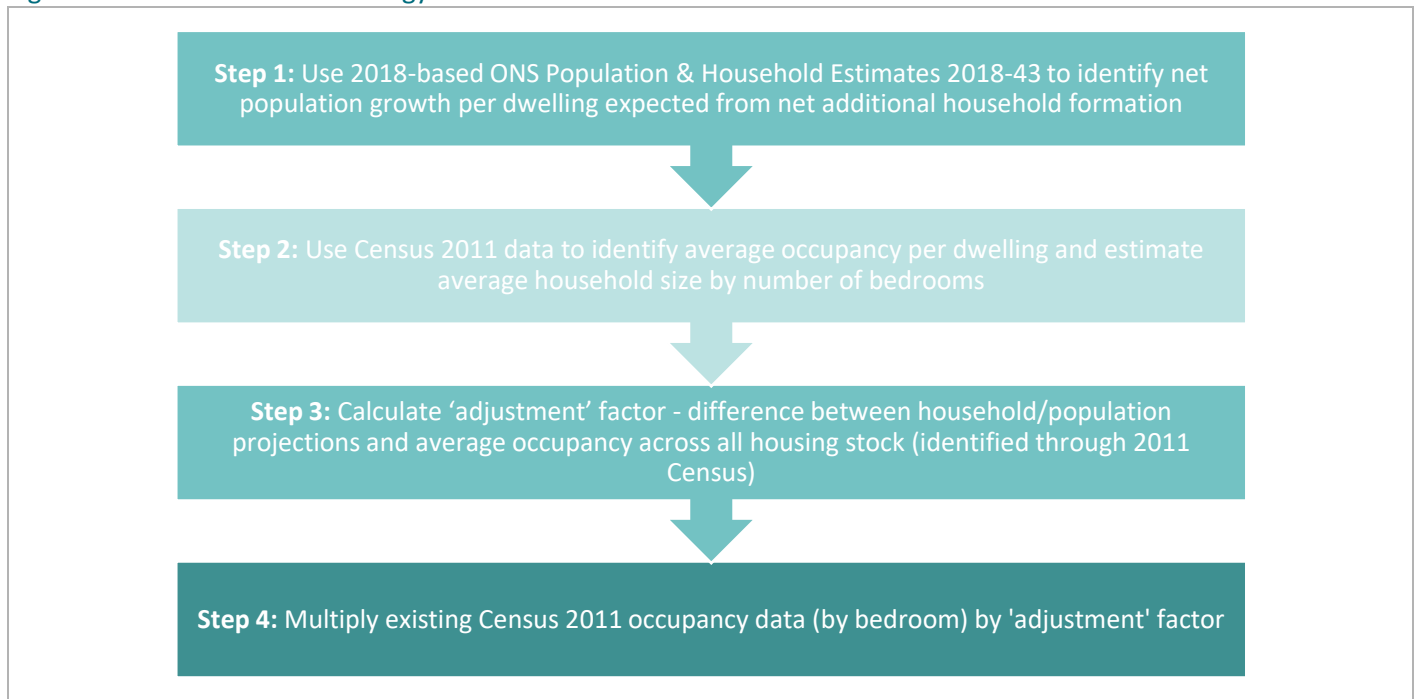 Step 1: Use 2018-based ONS Population & Household Estimates 2018-43 to identify net
population growth per dwelling expected from net additional household formation
Step 2: Use Census 2011 data to identify average occupancy per dwelling and estimate
average household size by number of bedrooms
Step 3: Calculate ‘adjustment’ factor - difference between household/population
projections and average occupancy across all housing stock (identified through 2011
Census)
Step 4: Multiply existing Census 2011 occupancy data (by bedroom) by 'adjustment' factor